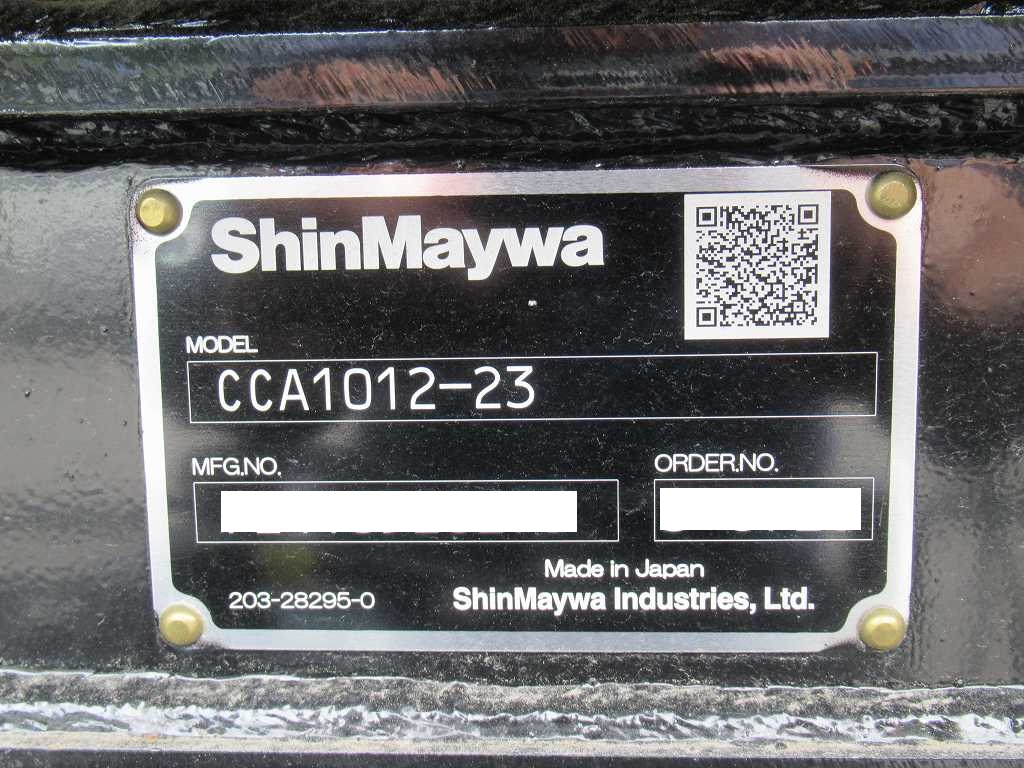 ShinMaywa
MODEL
CCA1012-23
MFG.NO.
ORDER.NO.
Made in Japan
203-28295-0
ShinMaywa Industries, Ltd.